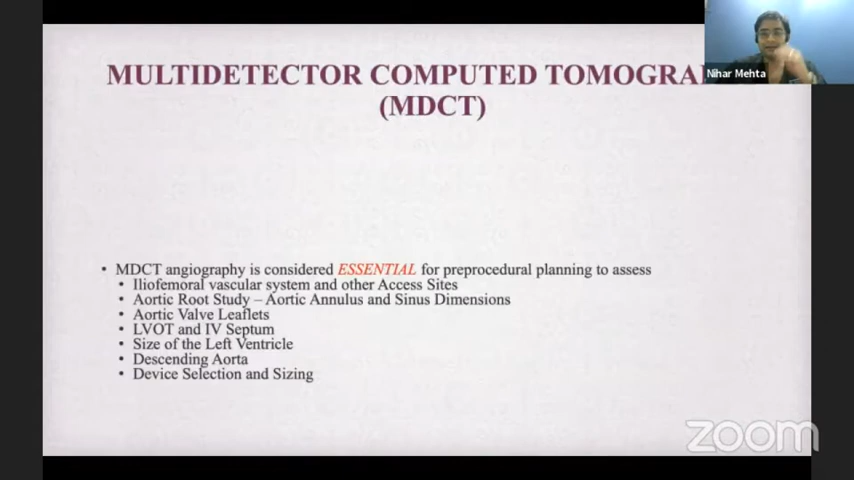 MULTIDETECTOR COMPUTED TOMOGRA
(MDCT)
Nihar Mehta
• MDCT angiography is considered ESSENTIAL for preprocedural planning to assess
• Iliofemoral vascular system and other Access Sites
• Aortic Root Study – Aortic Annulus and Sinus Dimensions
• Aortic Valve Leaflets
• LVOT and IV Septum
• Size of the Left Ventricle
• Descending Aorta
• Device Selection and Sizing
zoom